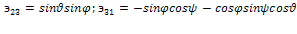 э₂₃ = sinϑsinφ; э₃₁ = −sinφcosψ − cosφsinψcosϑ